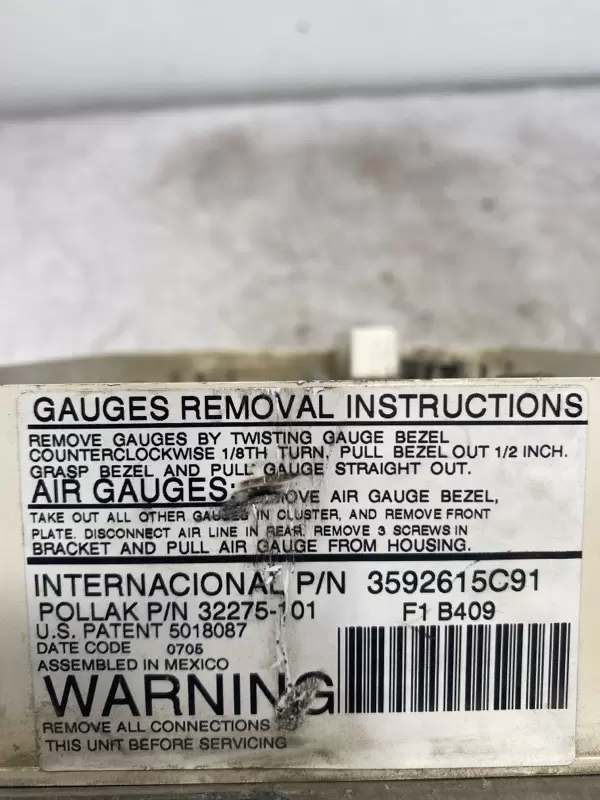 GAUGES REMOVAL INSTRUCTIONS
REMOVE GAUGES BY TWISTING GAUGE BEZEL
COUNTERCLOCKWISE 1/8TH TURN, PULL BEZEL OUT 1/2 INCH.
GRASP BEZEL AND PULL GAUGE STRAIGHT OUT.
AIR GAUGES: OVE AIR GAUGE BEZEL,
TAKE OUT ALL OTHER GAUGES IN CLUSTER, AND REMOVE FRONT
PLATE. DISCONNECT AIR LINE IN REAR. REMOVE 3 SCREWS IN
BRACKET AND PULL AIR GAUGE FROM HOUSING.
INTERNACIONAL P/N 3592615C91
POLLAK P/N 32275-101 F1 B409
U.S. PATENT 5018087
DATE CODE 0705
ASSEMBLED IN MEXICO
WARNING
REMOVE ALL CONNECTIONS
THIS UNIT BEFORE SERVICING